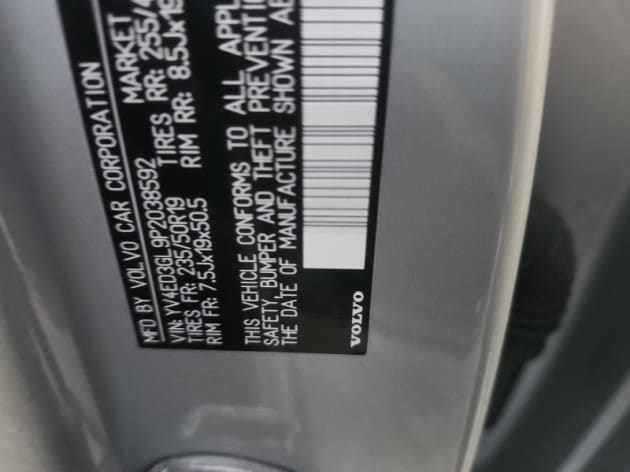 MFD BY VOLVO CAR CORPORATION
VIN: YV4ED3GL9P2038592 MARKET
TIRES FR: 235/50R19 TIRES RR: 255/4
RIM FR: 7.5Jx19x50.5 RIM RR: 8.5Jx19
THIS VEHICLE CONFORMS TO ALL APPL
SAFETY, BUMPER AND THEFT PREVENTI
THE DATE OF MANUFACTURE SHOWN AB
VOLVO